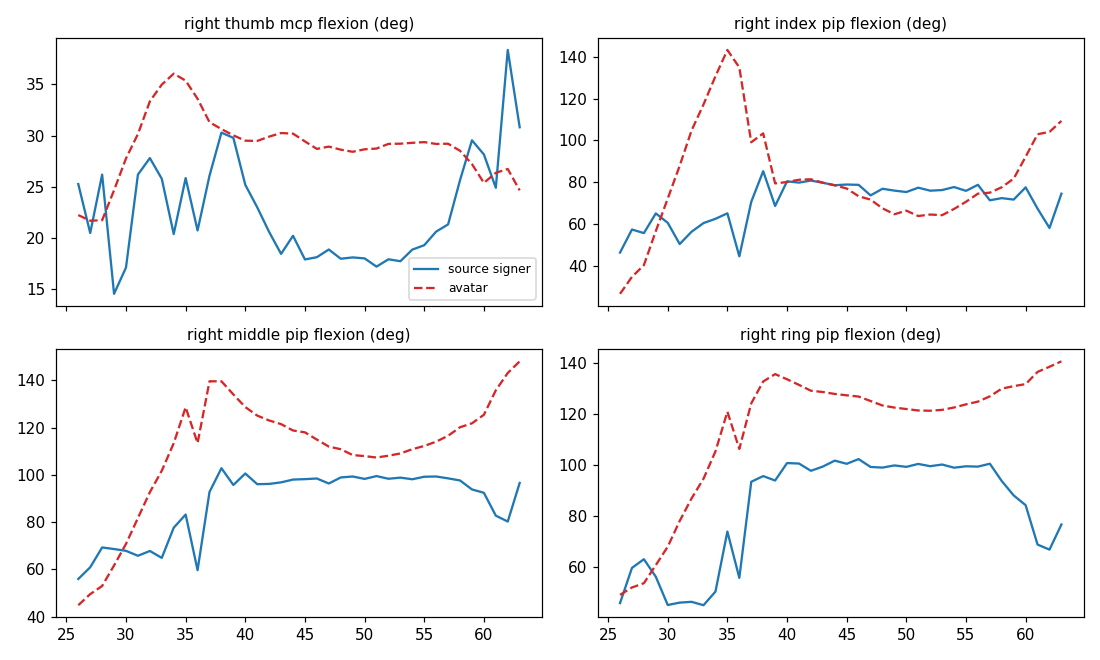 right thumb mcp flexion (deg)
35
30
25
20
15
source signer
avatar
right index pip flexion (deg)
140
120
100
80
60
40
right middle pip flexion (deg)
140
120
100
80
60
40
25 30 35 40 45 50 55 60
right ring pip flexion (deg)
140
120
100
80
60
25 30 35 40 45 50 55 60